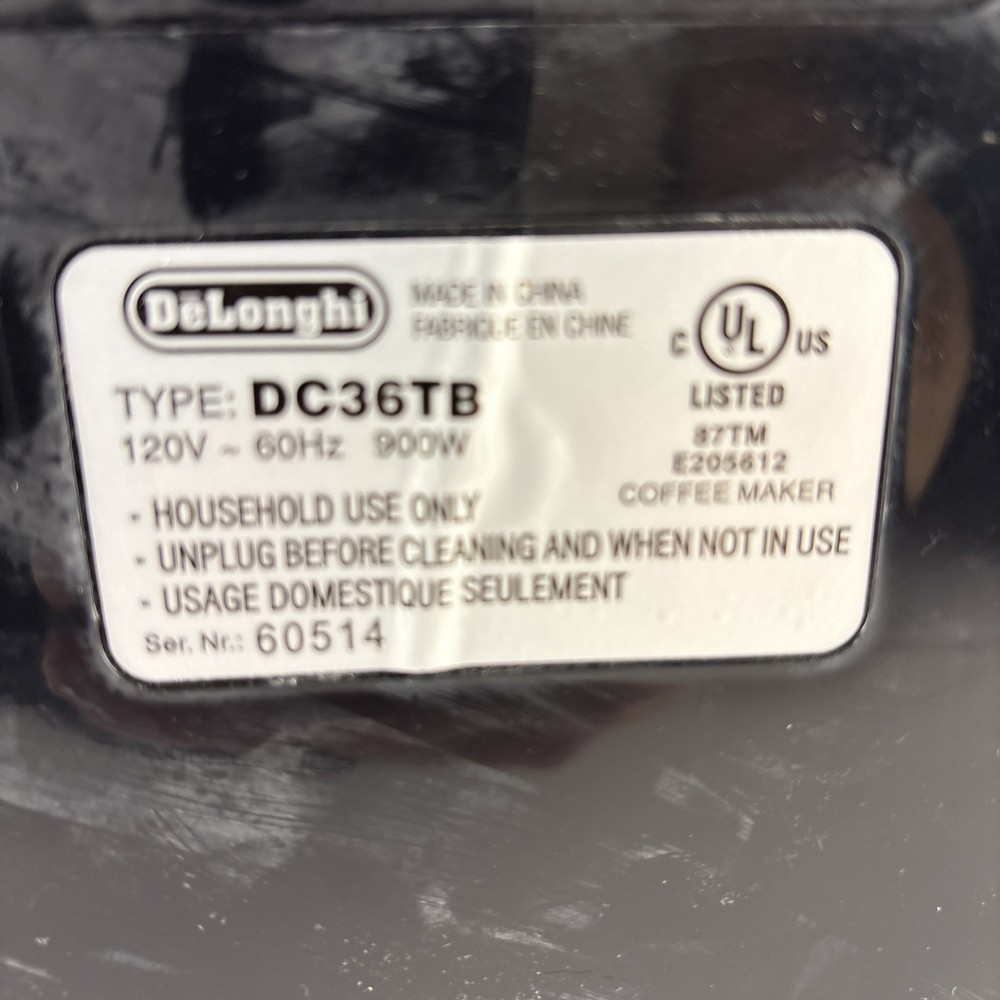 DeLonghi
MADE IN CHINA
FABRIQUE EN CHINE
C UL US
LISTED
87TM
E205612
COFFEE MAKER
TYPE: DC36TB
120V ~ 60Hz 900W
- HOUSEHOLD USE ONLY
- UNPLUG BEFORE CLEANING AND WHEN NOT IN USE
- USAGE DOMESTIQUE SEULEMENT
Ser. Nr.: 60514